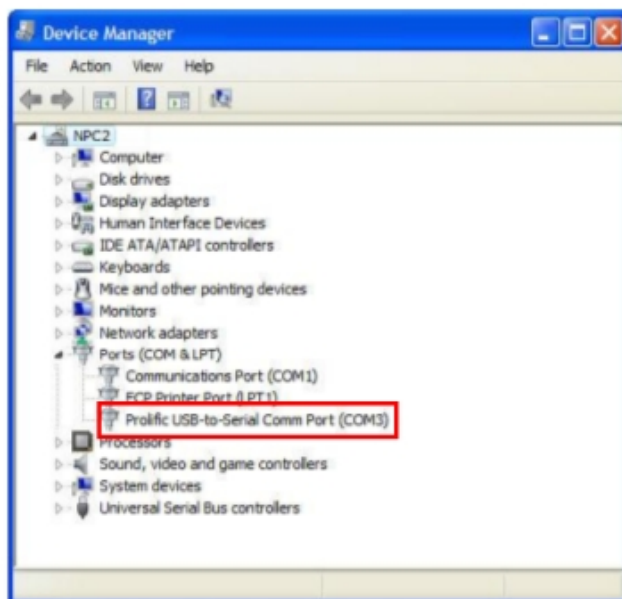 Device Manager
File Action View Help
NPC2
Computer
Disk drives
Display adapters
Human Interface Devices
IDE ATA/ATAPI controllers
Keyboards
Mice and other pointing devices
Monitors
Network adapters
Ports (COM & LPT)
Communications Port (COM1)
ECP Printer Port (LPT1)
Prolific USB-to-Serial Comm Port (COM3)
Processors
Sound, video and game controllers
System devices
Universal Serial Bus controllers